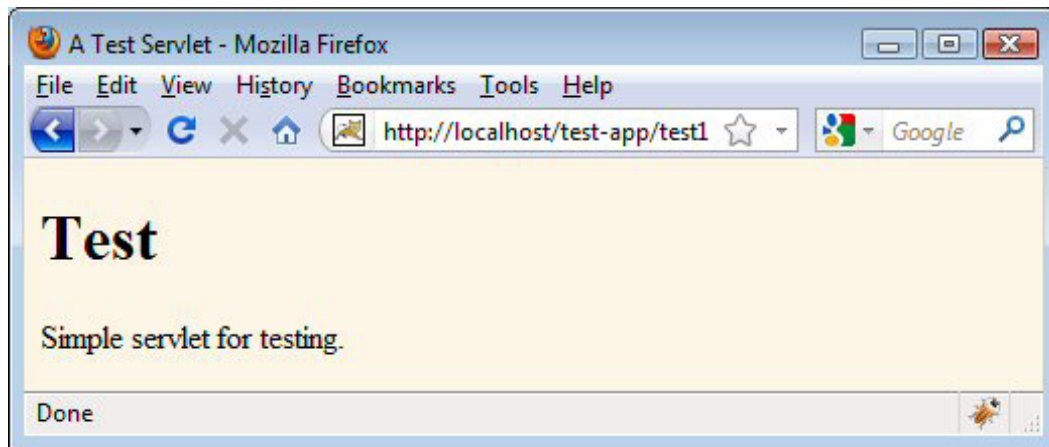 A Test Servlet - Mozilla Firefox
File Edit View History Bookmarks Tools Help
http://localhost/test-app/test1 Google
Test
Simple servlet for testing.
Done